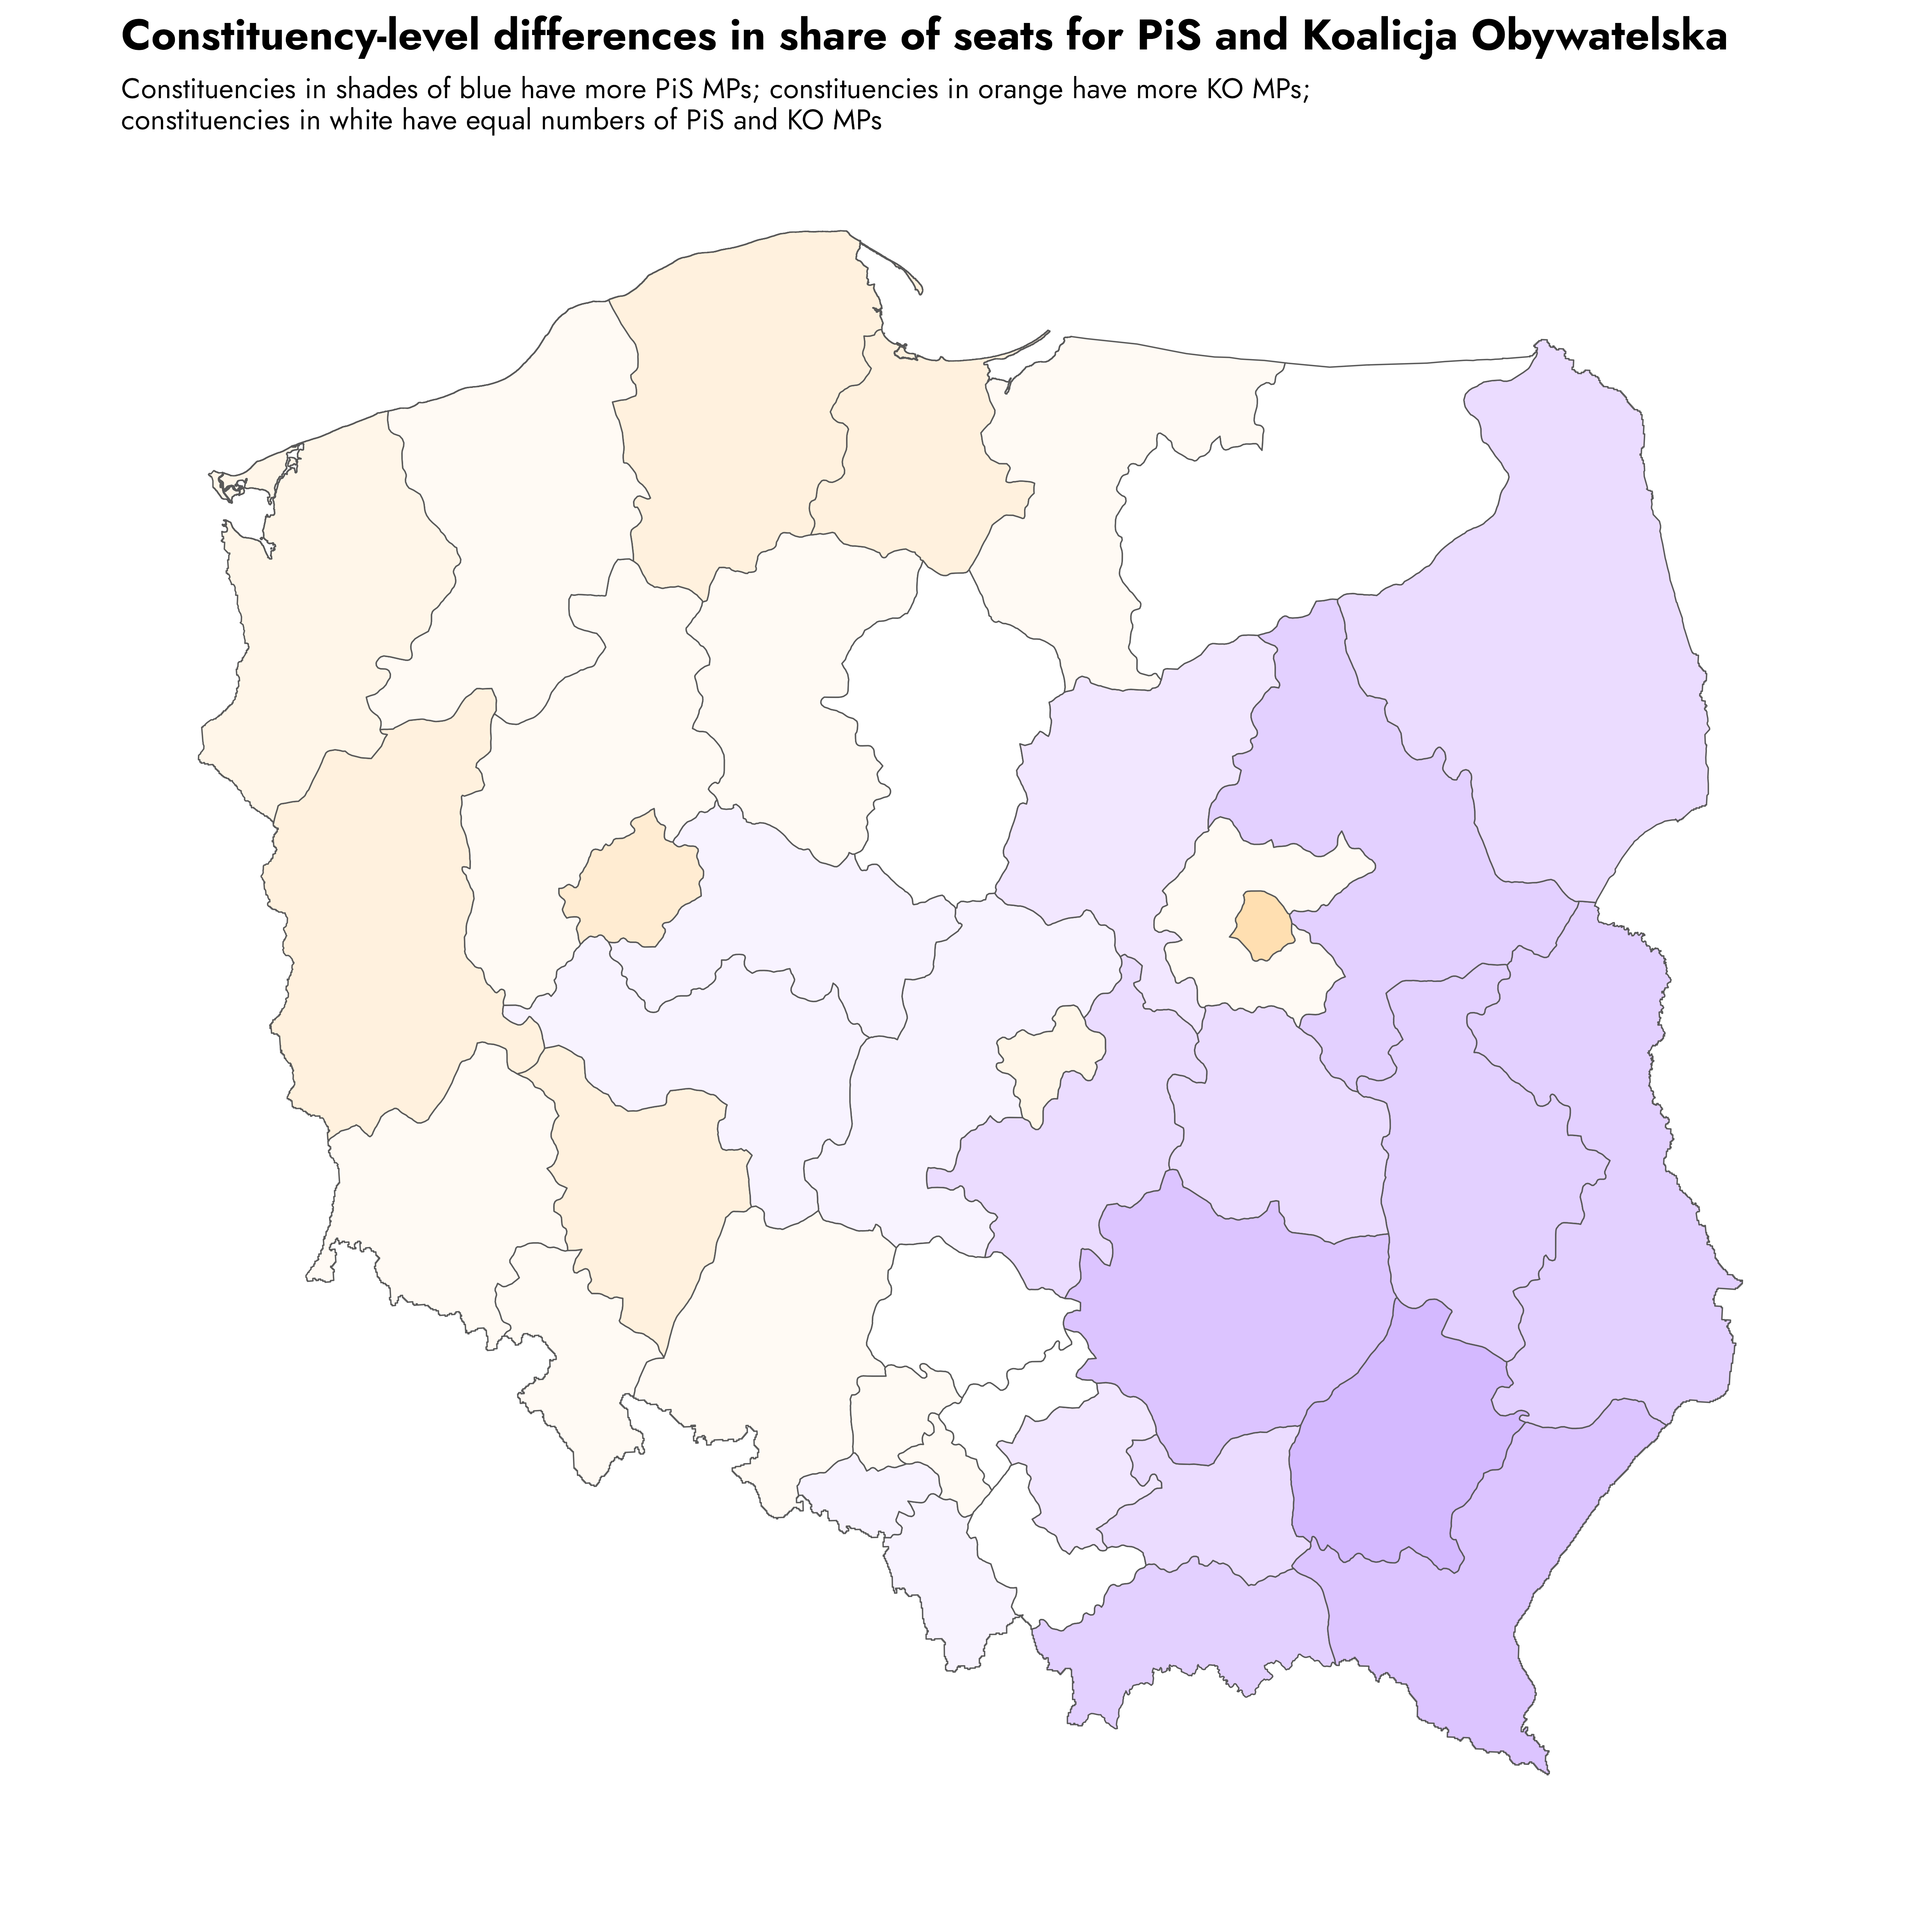 Constituency-level differences in share of seats for PiS and Koalicja Obywatelska
Constituencies in shades of blue have more PiS MPs; constituencies in orange have more KO MPs;
constituencies in white have equal numbers of PiS and KO MPs